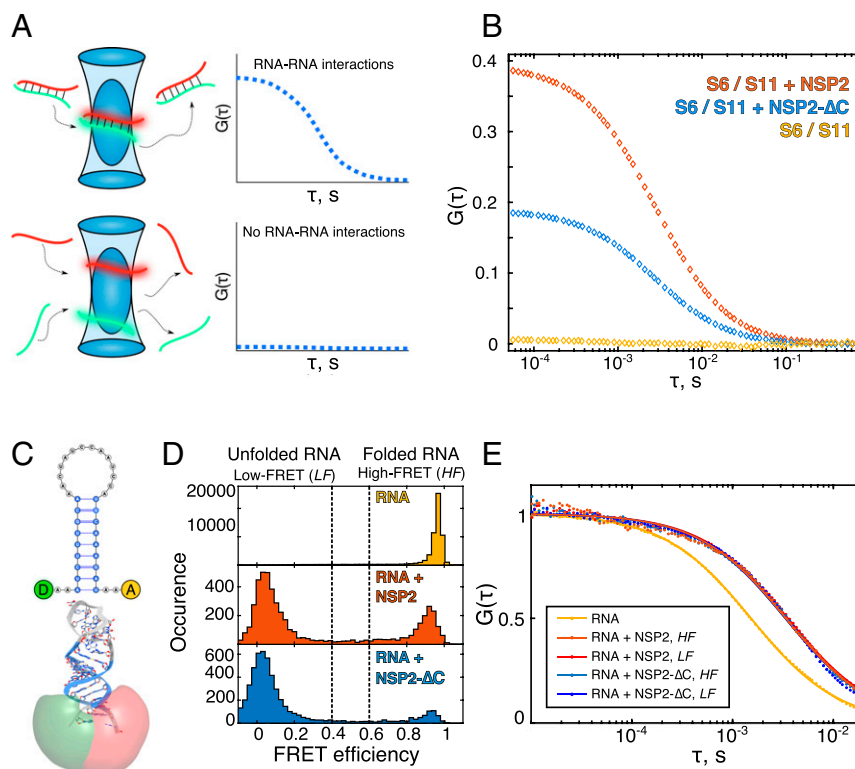 A
RNA-RNA interactions
G(τ)
τ, s
No RNA-RNA interactions
G(τ)
τ, s
B
0.4
0.3
0.2
0.1
0
G(τ)
S6 / S11 + NSP2
S6 / S11 + NSP2-ΔC
S6 / S11
10⁻⁴ 10⁻³ 10⁻² 10⁻¹
τ, s
C
D A
D
Unfolded RNA Folded RNA
Low-FRET (LF) High-FRET (HF)
20000
10000
RNA
400
200
RNA +
NSP2
600
400
200
0
RNA +
NSP2-ΔC
Occurence
0 0.2 0.4 0.6 0.8 1
FRET efficiency
E
1
0.5
0
G(τ)
RNA
RNA + NSP2, HF
RNA + NSP2, LF
RNA + NSP2-ΔC, HF
RNA + NSP2-ΔC, LF
10⁻⁴ 10⁻³ 10⁻²
τ, s